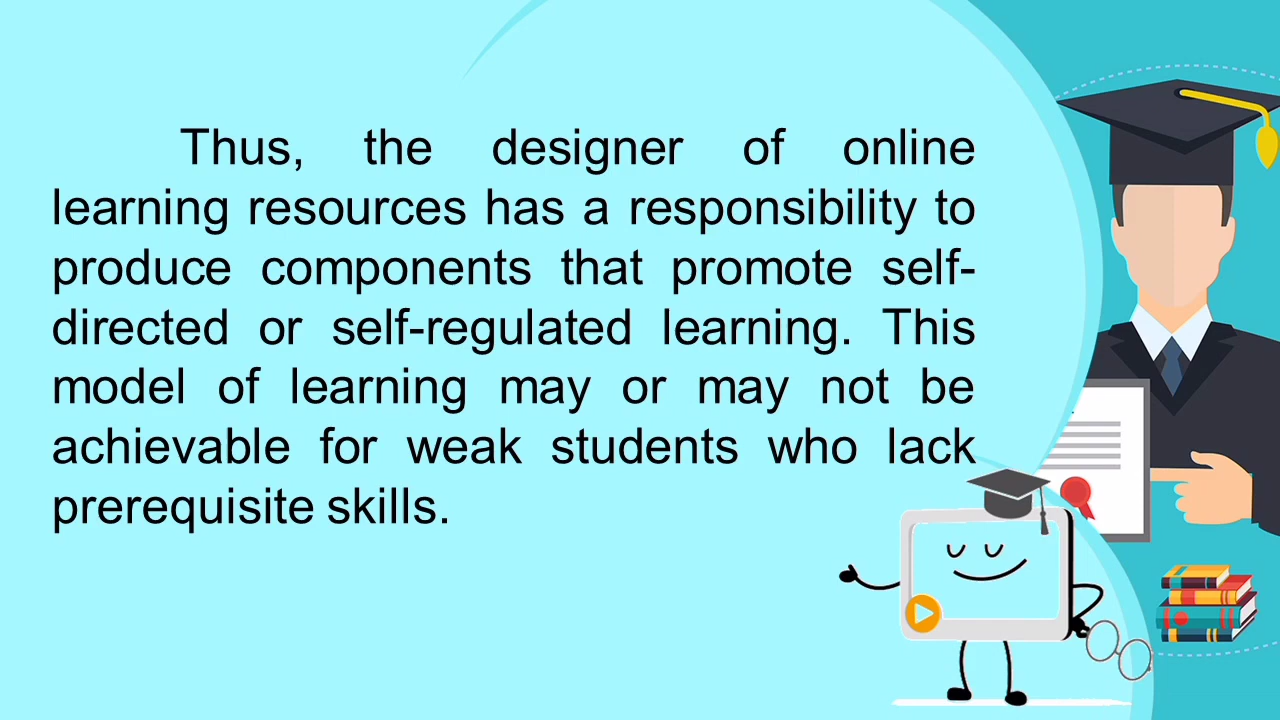 Thus, the designer of online
learning resources has a responsibility to
produce components that promote self-
directed or self-regulated learning. This
model of learning may or may not be
achievable for weak students who lack
prerequisite skills.